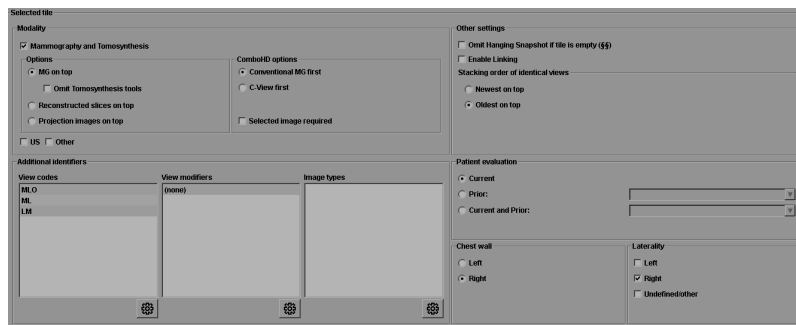 Selected tile
Modality
Mammography and Tomosynthesis
Options
MG on top
Omit Tomosynthesis tools
Reconstructed slices on top
Projection images on top
ComboHD options
Conventional MG first
C-View first
Selected image required
US Other
Other settings
Omit Hanging Snapshot if tile is empty (§§)
Enable Linking
Stacking order of identical views
Newest on top
Oldest on top
Additional identifiers
View codes
MLO
ML
LM
View modifiers
(none)
Image types
Patient evaluation
Current
Prior:
Current and Prior:
Chest wall
Left
Right
Laterality
Left
Right
Undefined/other